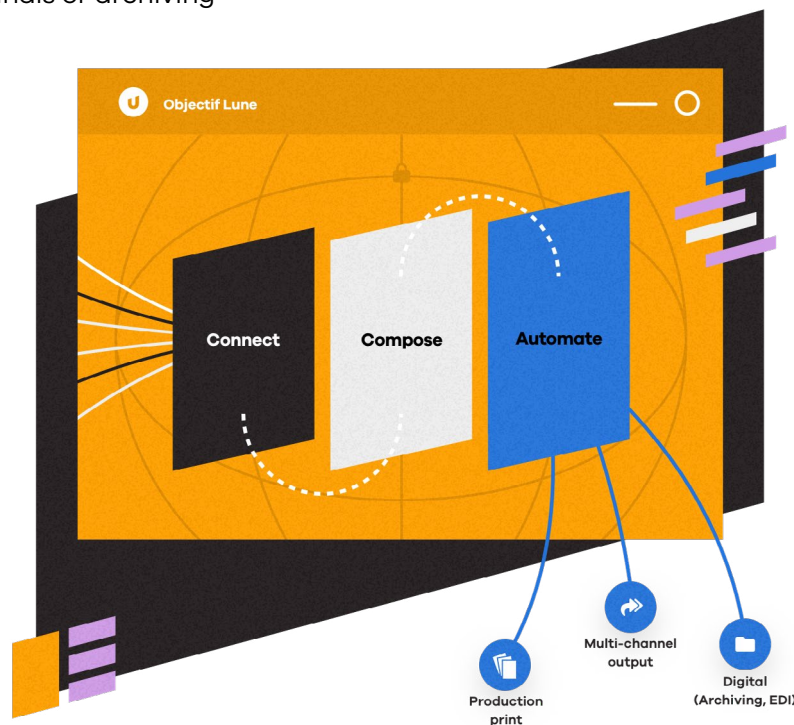 Objectif Lune
Connect
Compose
Automate
Multi-channel
output
Digital
(Archiving, EDI)
Production
print